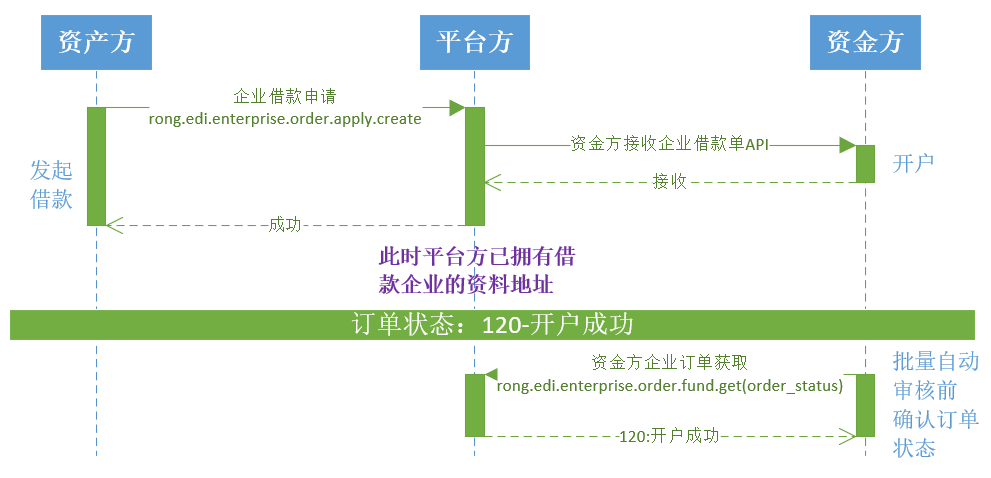 资产方
平台方
资金方
企业借款申请
rong.edi.enterprise.order.apply.create
资金方接收企业借款单API
发起
借款
开户
接收
成功
此时平台方已拥有借
款企业的资料地址
订单状态：120-开户成功
资金方企业订单获取
rong.edi.enterprise.order.fund.get(order_status)
批量自动
审核前
确认订单
状态
120:开户成功